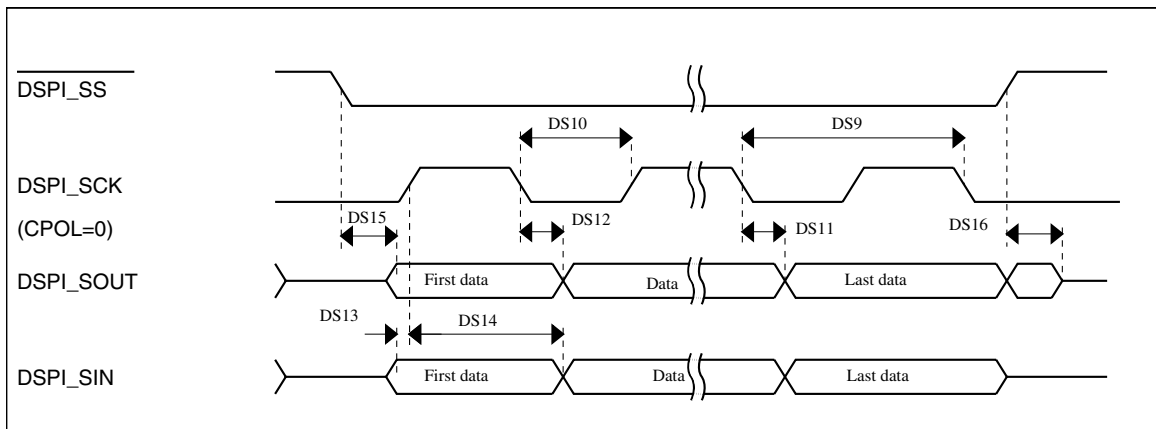 DSPI_SS
DS10
DS9
DSPI_SCK
(CPOL=0)
DS15
DS12
DS11
DS16
DSPI_SOUT
First data
Data
Last data
DS13
DS14
DSPI_SIN
First data
Data
Last data